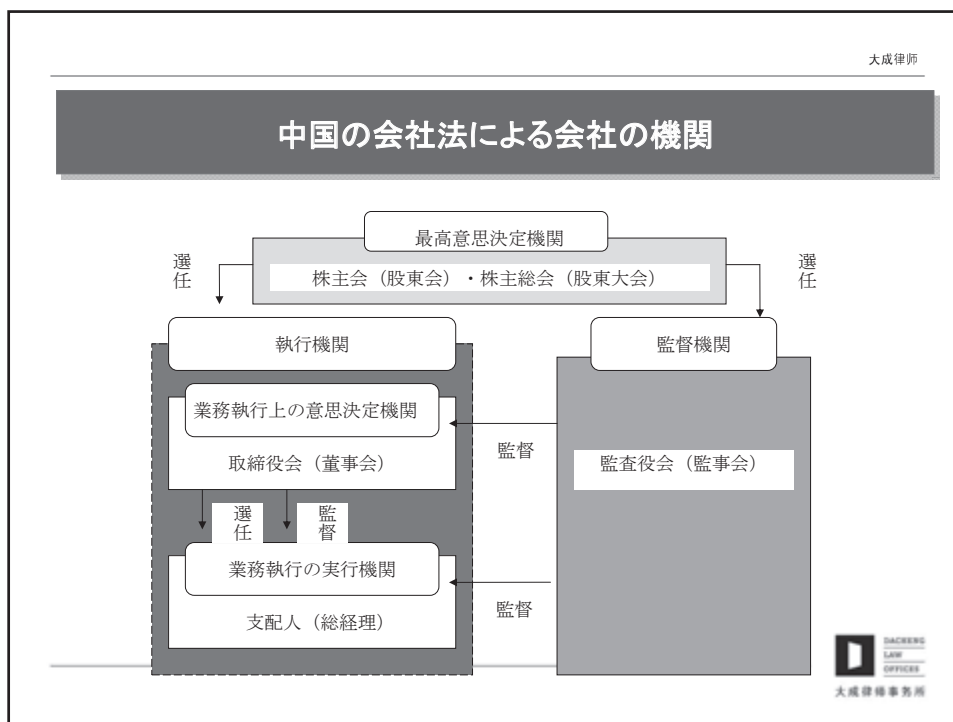 大成律师
中国の会社法による会社の機関
最高意思決定機関
選任
株主会（股東会）・株主総会（股東大会）
選任
執行機関
監督機関
業務執行上の意思決定機関
取締役会（董事会）
監督
監査役会（監事会）
選任
監督
業務執行の実行機関
支配人（総経理）
監督
DACHENG
LAW
OFFICES
大成律师事务所